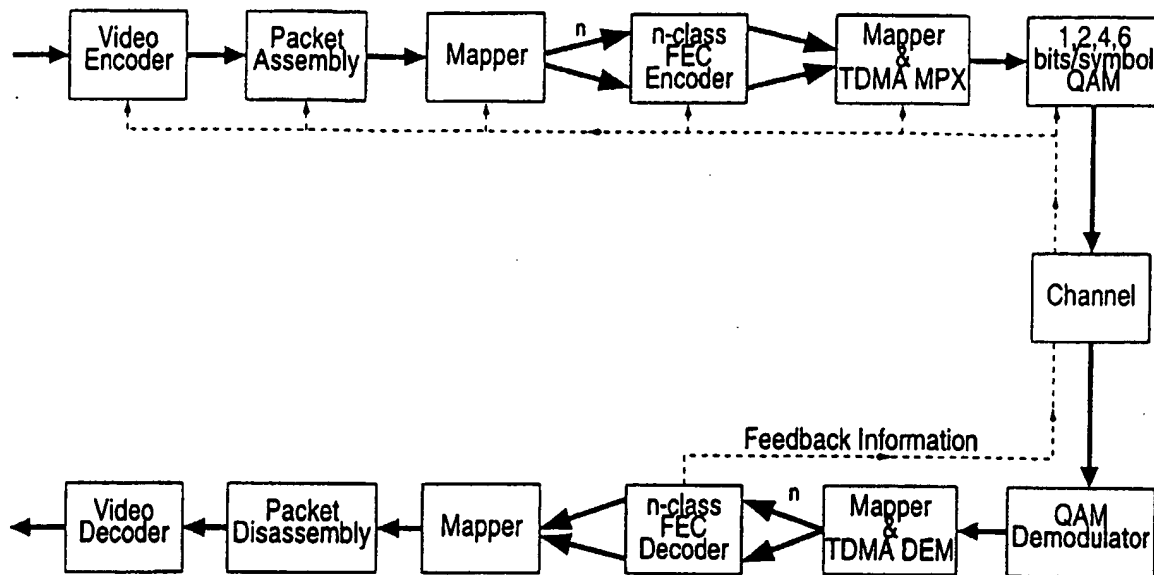 Video
Encoder
Packet
Assembly
Mapper
n
n-class
FEC
Encoder
Mapper
&
TDMA MPX
1,2,4,6
bits/symbol
QAM
Channel
Feedback Information
Video
Decoder
Packet
Disassembly
Mapper
n-class
FEC
Decoder
n
Mapper
&
TDMA DEM
QAM
Demodulator